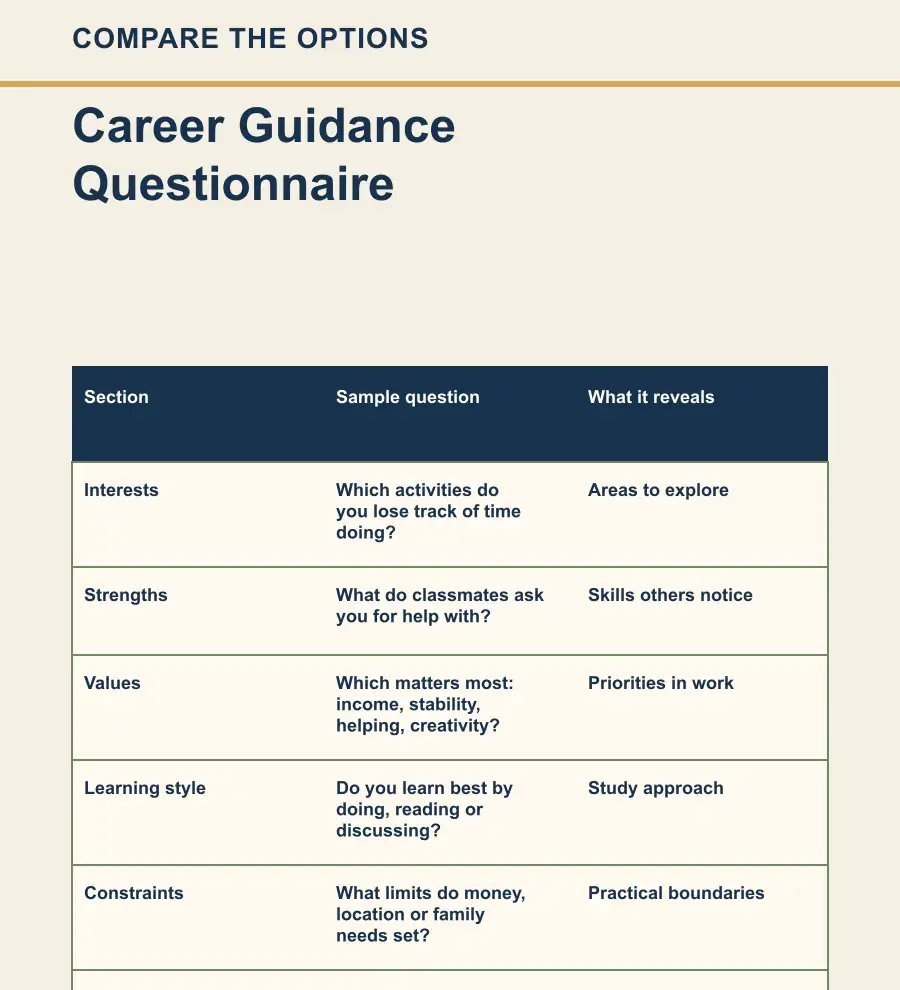 COMPARE THE OPTIONS
Career Guidance
Questionnaire
Section
Sample question
What it reveals
Interests
Which activities do
you lose track of time
doing?
Areas to explore
Strengths
What do classmates ask
you for help with?
Skills others notice
Values
Which matters most:
income, stability,
helping, creativity?
Priorities in work
Learning style
Do you learn best by
doing, reading or
discussing?
Study approach
Constraints
What limits do money,
location or family
needs set?
Practical boundaries